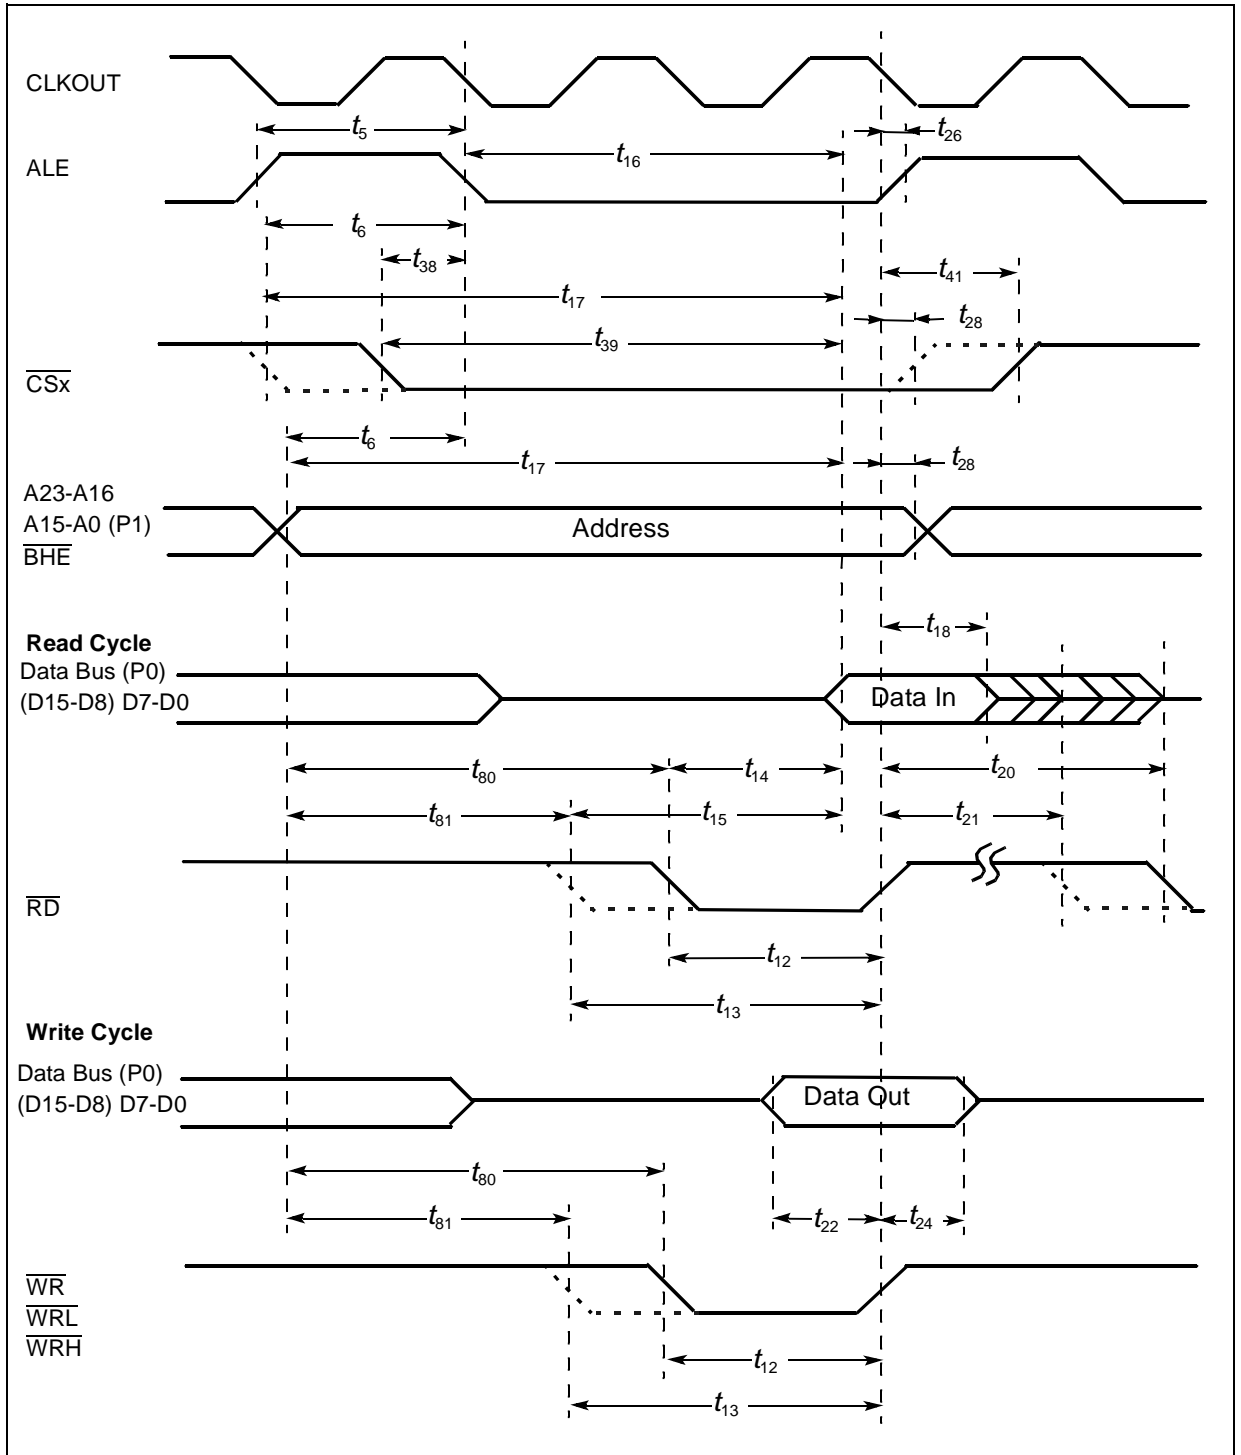 CLKOUT
t5
t26
ALE
t16
t6
t38
t41
t17
t28
t39
CSx
t6
t17
t28
A23-A16
A15-A0 (P1)
Address
BHE
t18
Read Cycle
Data Bus (P0)
(D15-D8) D7-D0
Data In
t80
t14
t20
t81
t15
t21
RD
t12
t13
Write Cycle
Data Bus (P0)
(D15-D8) D7-D0
Data Out
t80
t81
t22
t24
WR
WRL
WRH
t12
t13